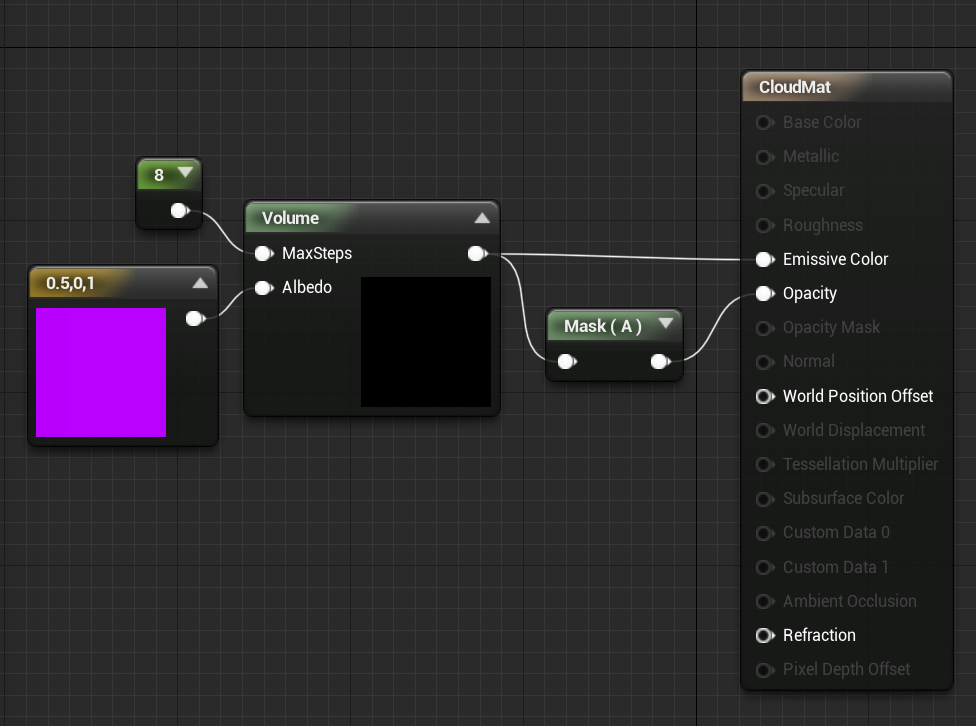 8
0.5,0,1
Volume
MaxSteps
Albedo
Mask ( A )
CloudMat
Base Color
Metallic
Specular
Roughness
Emissive Color
Opacity
Opacity Mask
Normal
World Position Offset
World Displacement
Tessellation Multiplier
Subsurface Color
Custom Data 0
Custom Data 1
Ambient Occlusion
Refraction
Pixel Depth Offset